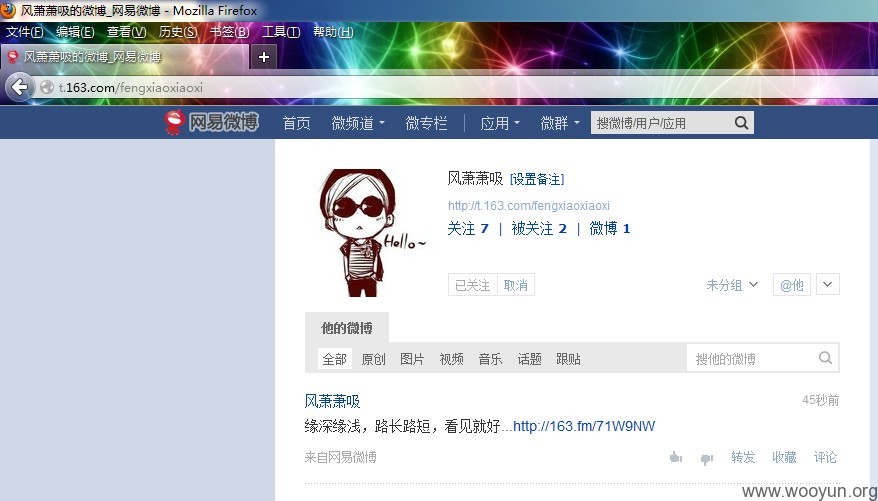 风萧萧吸的微博_网易微博 - Mozilla Firefox
文件(F) 编辑(E) 查看(V) 历史(S) 书签(B) 工具(T) 帮助(H)
风萧萧吸的微博_网易微博 +
t.163.com/fengxiaoxiaoxi
网易微博 首页 微频道 微专栏 应用 微群 搜微博/用户/应用
风萧萧吸 [设置备注]
http://t.163.com/fengxiaoxiaoxi
关注 7 | 被关注 2 | 微博 1
Hello~
已关注 取消 未分组 @他
他的微博
全部 原创 图片 视频 音乐 话题 跟贴 搜他的微博
风萧萧吸 45秒前
缘深缘浅，路长路短，看见就好...http://163.fm/71W9NW
来自网易微博 转发 收藏 评论
www.wooyun.org